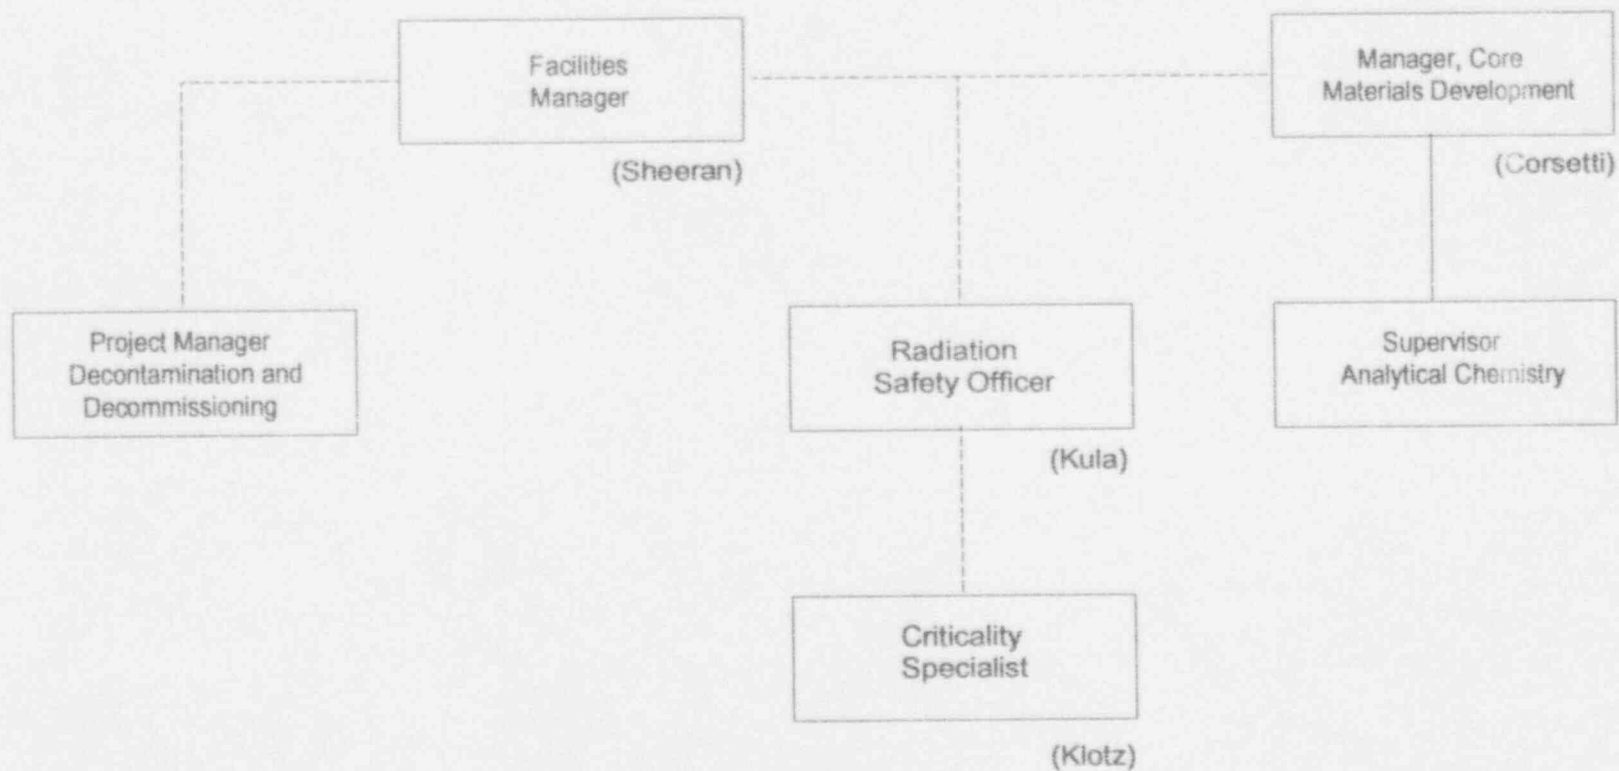 Facilities
Manager
(Sheeran)
Manager, Core
Materials Development
(Corsetti)
Project Manager
Decontamination and
Decommissioning
Radiation
Safety Officer
(Kula)
Supervisor
Analytical Chemistry
Criticality
Specialist
(Klotz)